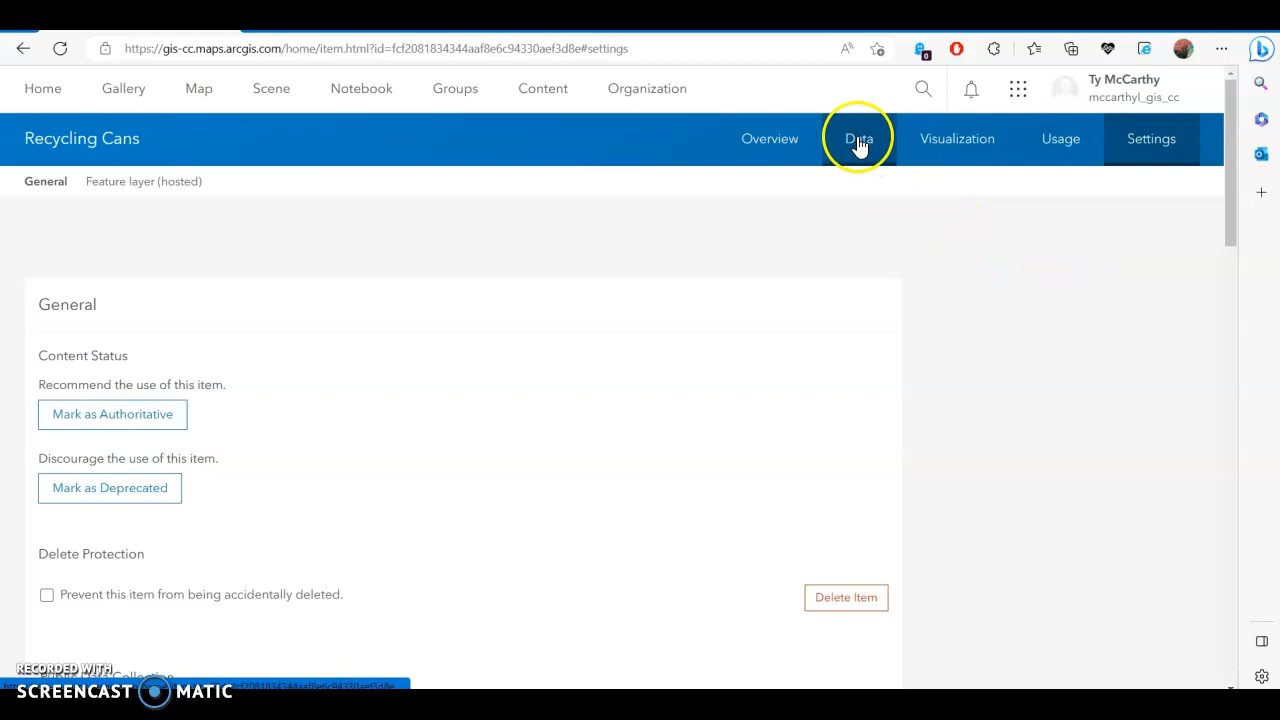 https://gis-cc.maps.arcgis.com/home/item.html?id=fcf2081834344aaf8e6c94330aef3d8e#settings
Home Gallery Map Scene Notebook Groups Content Organization
Ty McCarthy
mccarthyl_gis_cc
Recycling Cans Overview Data Visualization Usage Settings
General Feature layer (hosted)
General
Content Status
Recommend the use of this item.
Mark as Authoritative
Discourage the use of this item.
Mark as Deprecated
Delete Protection
Prevent this item from being accidentally deleted.
Delete Item
Public Data Collection
RECORDED WITH
SCREENCAST MATIC